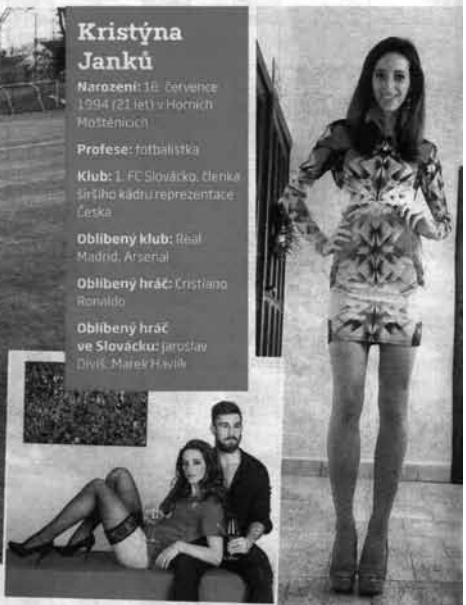 Kristýna
Janků
Narození: 16. července
1994 (21 let) v Horních
Moštěnicích
Profese: fotbalistka
Klub: 1. FC Slovácko, členka
širšího kádru reprezentace
Česka
Oblíbený klub: Real
Madrid, Arsenal
Oblíbený hráč: Cristiano
Ronaldo
Oblíbený hráč
ve Slovácku: Jaroslav
Diviš, Marek Havlík